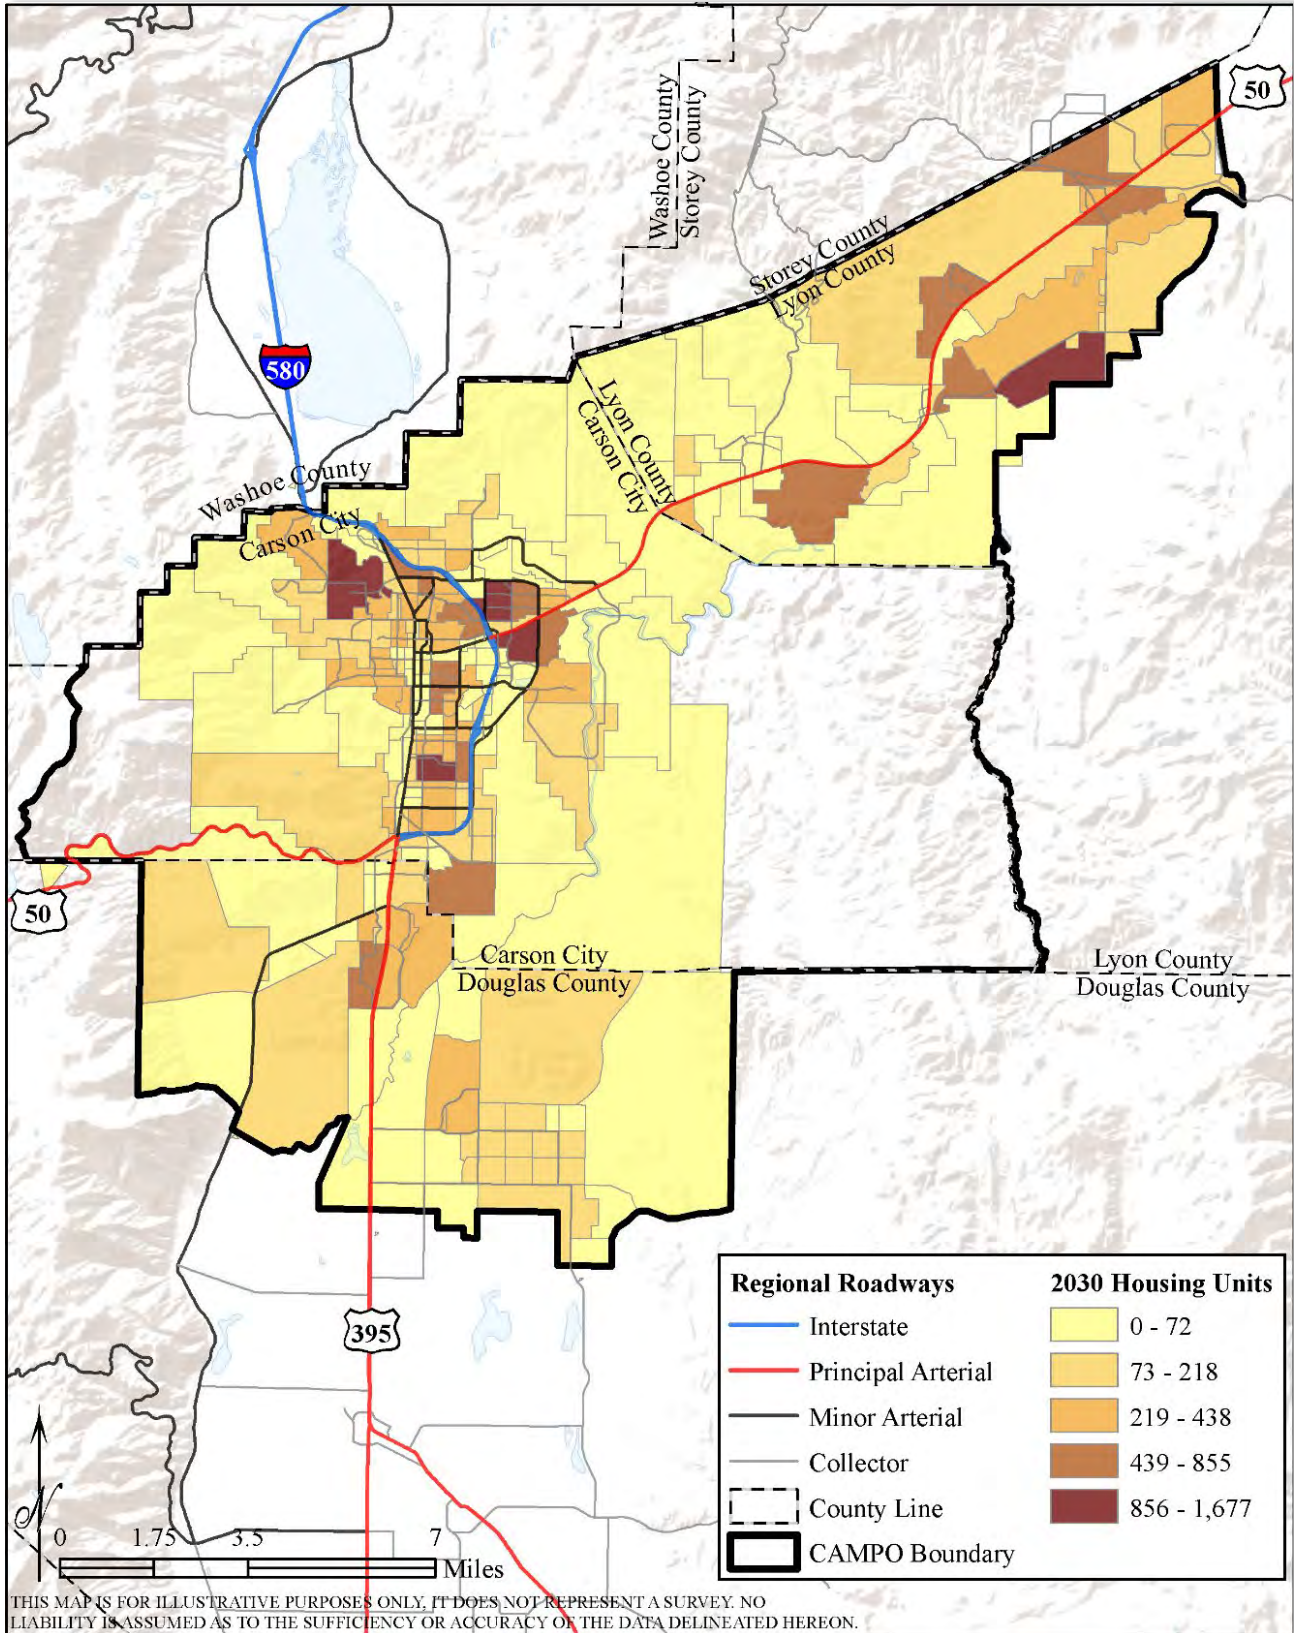 50
Washoe County
Storey County
Storey County
Lyon County
580
Lyon County
Carson City
Washoe County
Carson City
50
Carson City
Douglas County
Lyon County
Douglas County
395
Regional Roadways
Interstate
Principal Arterial
Minor Arterial
Collector
County Line
CAMPO Boundary
2030 Housing Units
0 - 72
73 - 218
219 - 438
439 - 855
856 - 1,677
N
0 1.75 3.5 7
Miles
THIS MAP IS FOR ILLUSTRATIVE PURPOSES ONLY, IT DOES NOT REPRESENT A SURVEY. NO
LIABILITY IS ASSUMED AS TO THE SUFFICIENCY OR ACCURACY OF THE DATA DELINEATED HEREON.